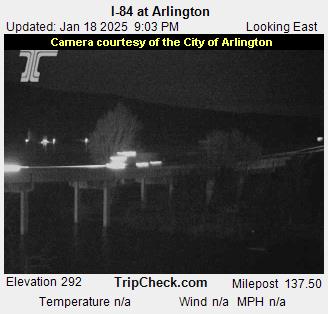 I-84 at Arlington
Updated: Jan 18 2025 9:03 PM Looking East
Camera courtesy of the City of Arlington
Elevation 292 TripCheck.com Milepost 137.50
Temperature n/a Wind n/a MPH n/a